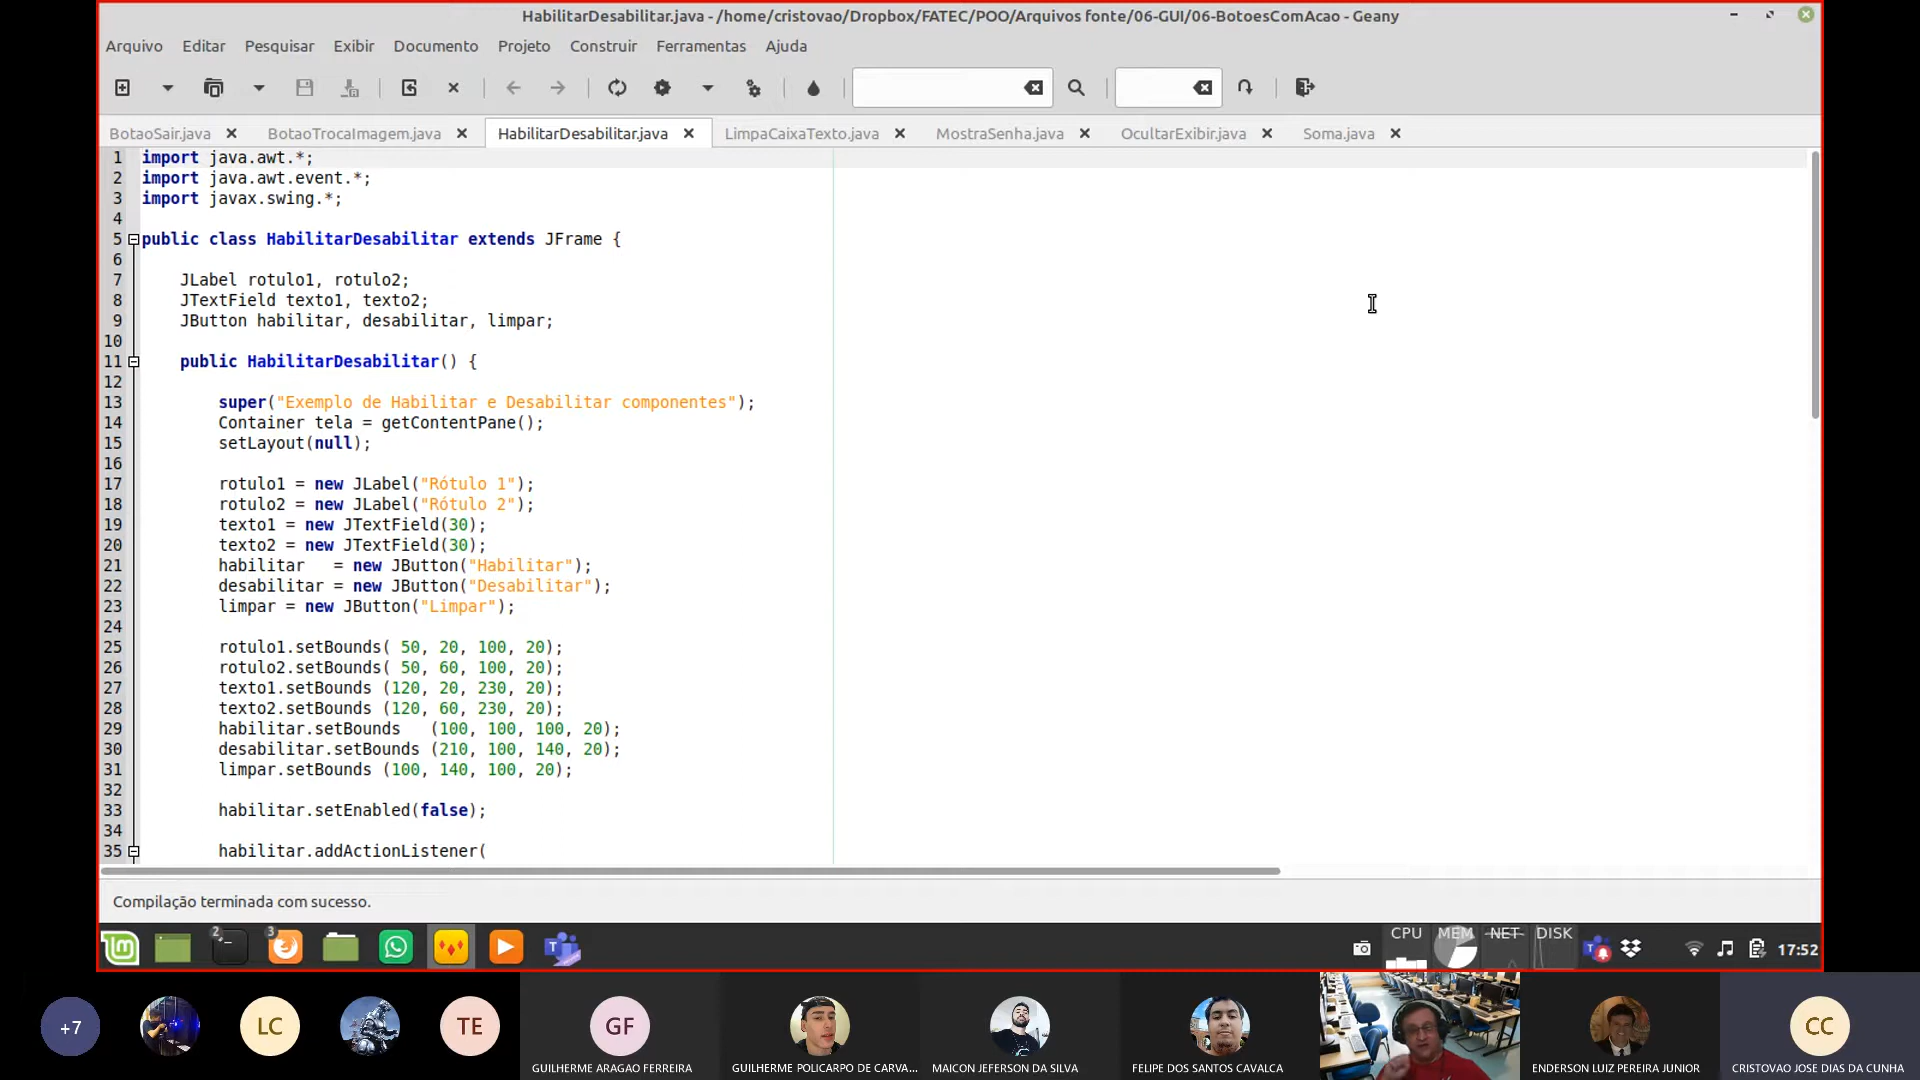 HabilitarDesabilitar.java - /home/cristovao/Dropbox/FATEC/POO/Arquivos fonte/06-GUI/06-BotoesComAcao - Geany
Arquivo Editar Pesquisar Exibir Documento Projeto Construir Ferramentas Ajuda
BotaoSair.java BotaoTrocaImagem.java HabilitarDesabilitar.java LimpaCaixaTexto.java MostraSenha.java OcultarExibir.java Soma.java
1 import java.awt.*;
2 import java.awt.event.*;
3 import javax.swing.*;
4
5 public class HabilitarDesabilitar extends JFrame {
6
7 JLabel rotulo1, rotulo2;
8 JTextField texto1, texto2;
9 JButton habilitar, desabilitar, limpar;
10
11 public HabilitarDesabilitar() {
12
13 super("Exemplo de Habilitar e Desabilitar componentes");
14 Container tela = getContentPane();
15 setLayout(null);
16
17 rotulo1 = new JLabel("Rótulo 1");
18 rotulo2 = new JLabel("Rótulo 2");
19 texto1 = new JTextField(30);
20 texto2 = new JTextField(30);
21 habilitar   = new JButton("Habilitar");
22 desabilitar = new JButton("Desabilitar");
23 limpar = new JButton("Limpar");
24
25 rotulo1.setBounds( 50, 20, 100, 20);
26 rotulo2.setBounds( 50, 60, 100, 20);
27 texto1.setBounds (120, 20, 230, 20);
28 texto2.setBounds (120, 60, 230, 20);
29 habilitar.setBounds   (100, 100, 100, 20);
30 desabilitar.setBounds (210, 100, 140, 20);
31 limpar.setBounds (100, 140, 100, 20);
32
33 habilitar.setEnabled(false);
34
35 habilitar.addActionListener(
Compilação terminada com sucesso.
2 3 CPU MEM NET DISK 17:52
+7 LC TE GF CC
GUILHERME ARAGAO FERREIRA GUILHERME POLICARPO DE CARVA... MAICON JEFERSON DA SILVA FELIPE DOS SANTOS CAVALCA ENDERSON LUIZ PEREIRA JUNIOR CRISTOVAO JOSE DIAS DA CUNHA